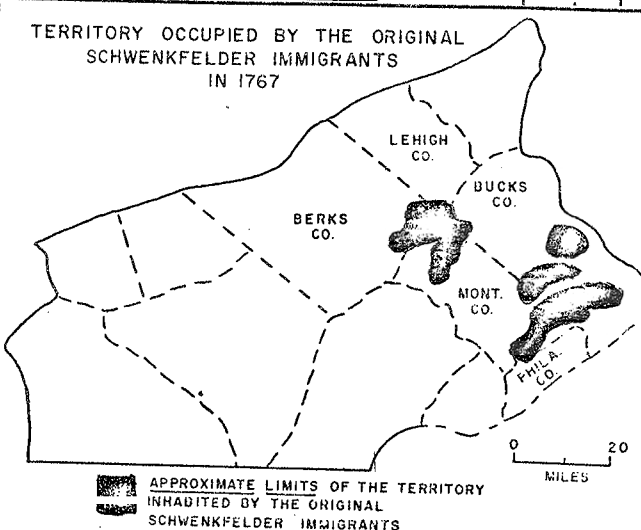 TERRITORY OCCUPIED BY THE ORIGINAL
SCHWENKFELDER IMMIGRANTS
IN 1767
LEHIGH
CO.
BUCKS
CO.
BERKS
CO.
MONT.
CO.
PHILA.
CO.
0 20
MILES
APPROXIMATE LIMITS OF THE TERRITORY
INHABITED BY THE ORIGINAL
SCHWENKFELDER IMMIGRANTS